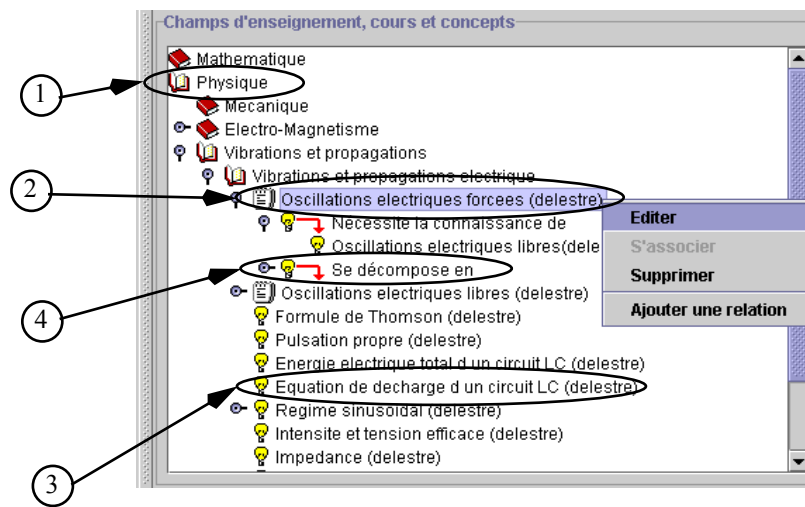 Champs d'enseignement, cours et concepts
Mathematique
1
Physique
Mecanique
Electro-Magnetisme
Vibrations et propagations
Vibrations et propagations electrique
2
Oscillations electriques forcees (delestre)
Editer
Necessite la connaissance de
Oscillations electriques libres(dele
S'associer
Se décompose en
Supprimer
4
Oscillations electriques libres (delestre)
Ajouter une relation
Formule de Thomson (delestre)
Pulsation propre (delestre)
Energie electrique total d un circuit LC (delestre)
Equation de decharge d un circuit LC (delestre)
Regime sinusoidal (delestre)
Intensite et tension efficace (delestre)
Impedance (delestre)
3